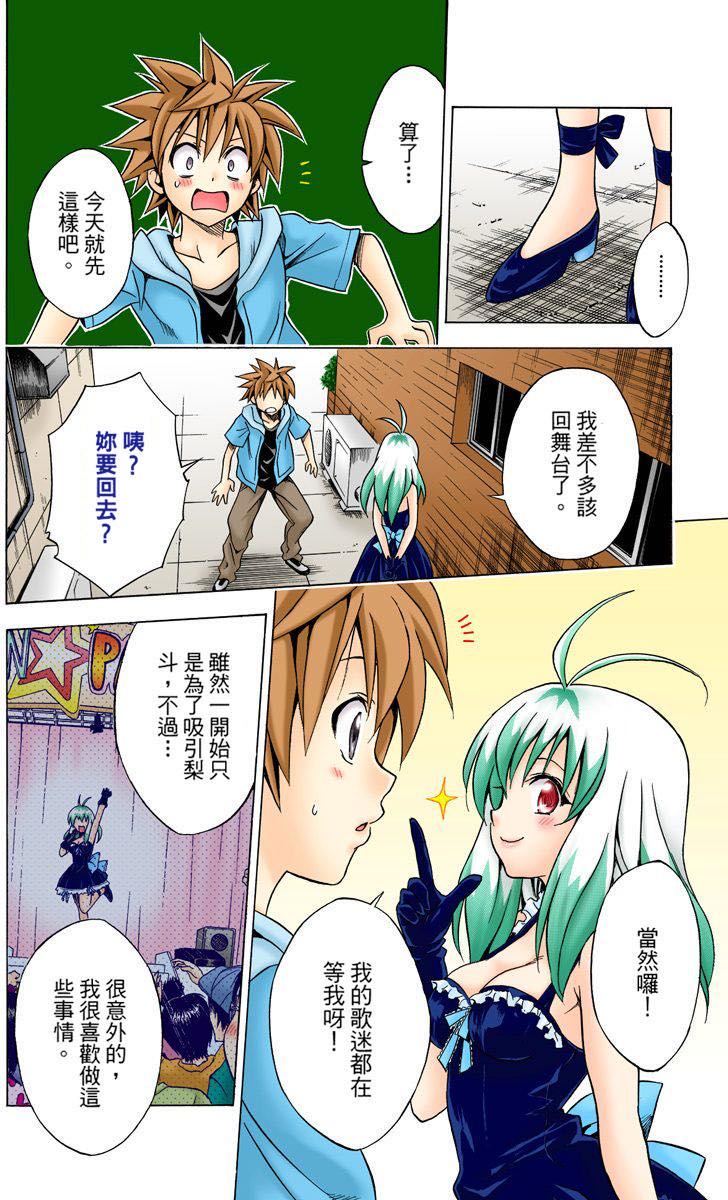 ………
算了…
今天就先
這樣吧。
我差不多該
回舞台了。
咦？
妳要回去？
當然囉！
我的歌迷都在
等我呀！
雖然一開始只
是為了吸引梨
斗，不過…
很意外的，
我很喜歡做這
些事情。
N P